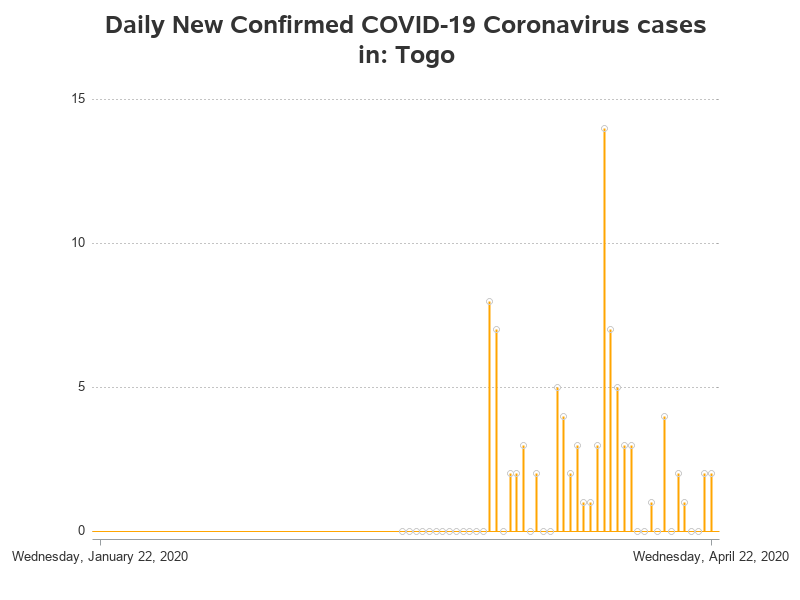 Daily New Confirmed COVID-19 Coronavirus cases
in: Togo
15
10
5
0
Wednesday, January 22, 2020
Wednesday, April 22, 2020